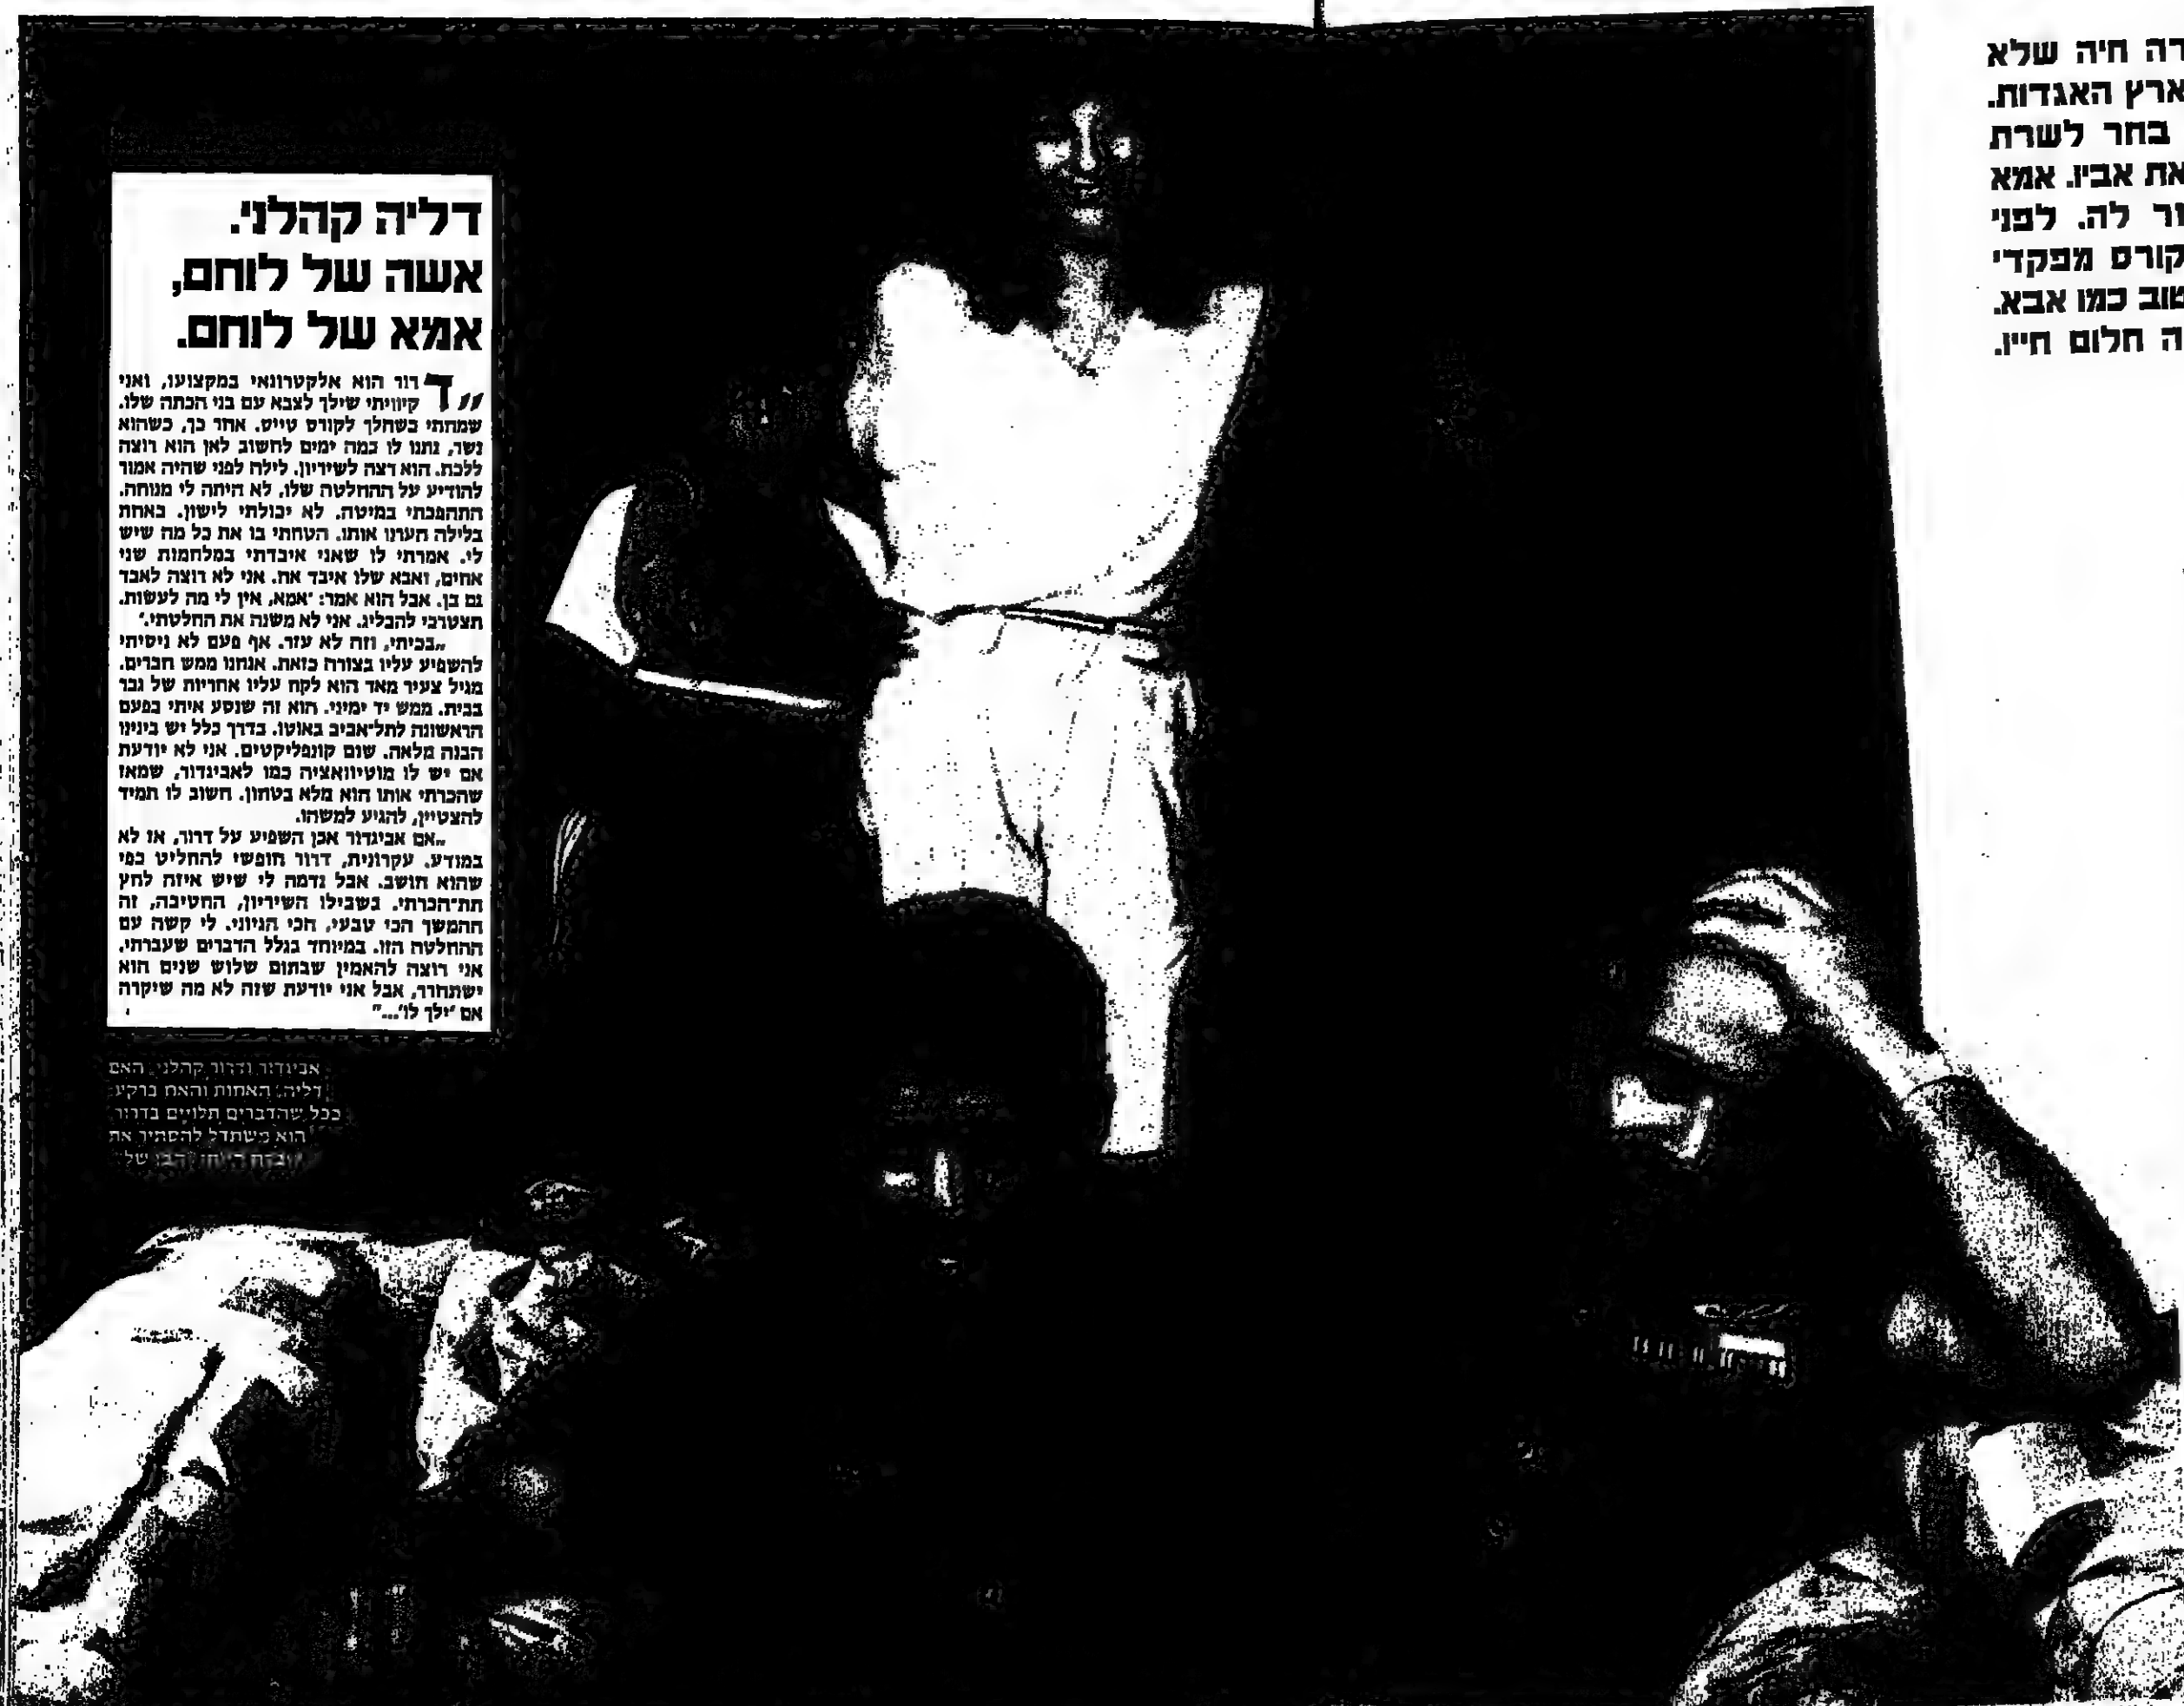 רה חיה שלא
ארץ האגדות.
בחר לשרת
את אביו. אמא
ור לה. לפני
קורס מפקדי
טוב כמו אבא.
ה חלום חייו.
דליה קהלני.
אשה של לוחם,
אמא של לוחם.
„דרור הוא אלקטרונאי במקצועו, ואני
קיוויתי שילך לצבא עם בני הכתה שלו.
שמחתי כשהלך לקורס טייס. אחר כך, כשהוא
נשר, נתנו לו כמה ימים לחשוב לאן הוא רוצה
ללכת. הוא רצה לשיריון. לילה לפני שהיה אמור
להודיע על ההחלטה שלו, לא היתה לי מנוחה.
התהפכתי במיטה. לא יכולתי לישון. באחת
בלילה הערנו אותו. הטחתי בו את כל מה שיש
לי. אמרתי לו שאני איבדתי במלחמות שני
אחים, ואבא שלו איבד אח. אני לא רוצה לאבד
גם בן. אבל הוא אמר: 'אמא, אין לי מה לעשות.
תצטרכי להבליג. אני לא משנה את החלטתי.'
„בכיתי, וזה לא עזר. אף פעם לא ניסיתי
להשפיע עליו בצורה כזאת. אנחנו ממש חברים.
מגיל צעיר מאד הוא לקח עליו אחריות של גבר
בבית. ממש יד ימיני. הוא זה שנסע איתי בפעם
הראשונה לתל־אביב באוטו. בדרך כלל יש בינינו
הבנה מלאה. שום קונפליקטים. אני לא יודעת
אם יש לו מוטיוואציה כמו לאביגדור, שמאז
שהכרתי אותו הוא מלא בטחון. חשוב לו תמיד
להצטיין, להגיע למשהו.
„אם אביגדור אכן השפיע על דרור, אז לא
במודע. עקרונית, דרור חופשי להחליט כפי
שהוא חושב. אבל נדמה לי שיש איזה לחץ
תת־הכרתי. בשבילו השיריון, החטיבה, זה
ההמשך הכי טבעי, הכי הגיוני. לי קשה עם
ההחלטה הזו. במיוחד בגלל הדברים שעברתי.
אני רוצה להאמין שבתום שלוש שנים הוא
ישתחרר, אבל אני יודעת שזה לא מה שיקרה
אם 'ילך לו'..."
אביגדור ודרור קהלני. האם
דליה, האחות והאח ברקע.
ככל שהדברים תלויים בדרור,
הוא משתדל להסתיר את